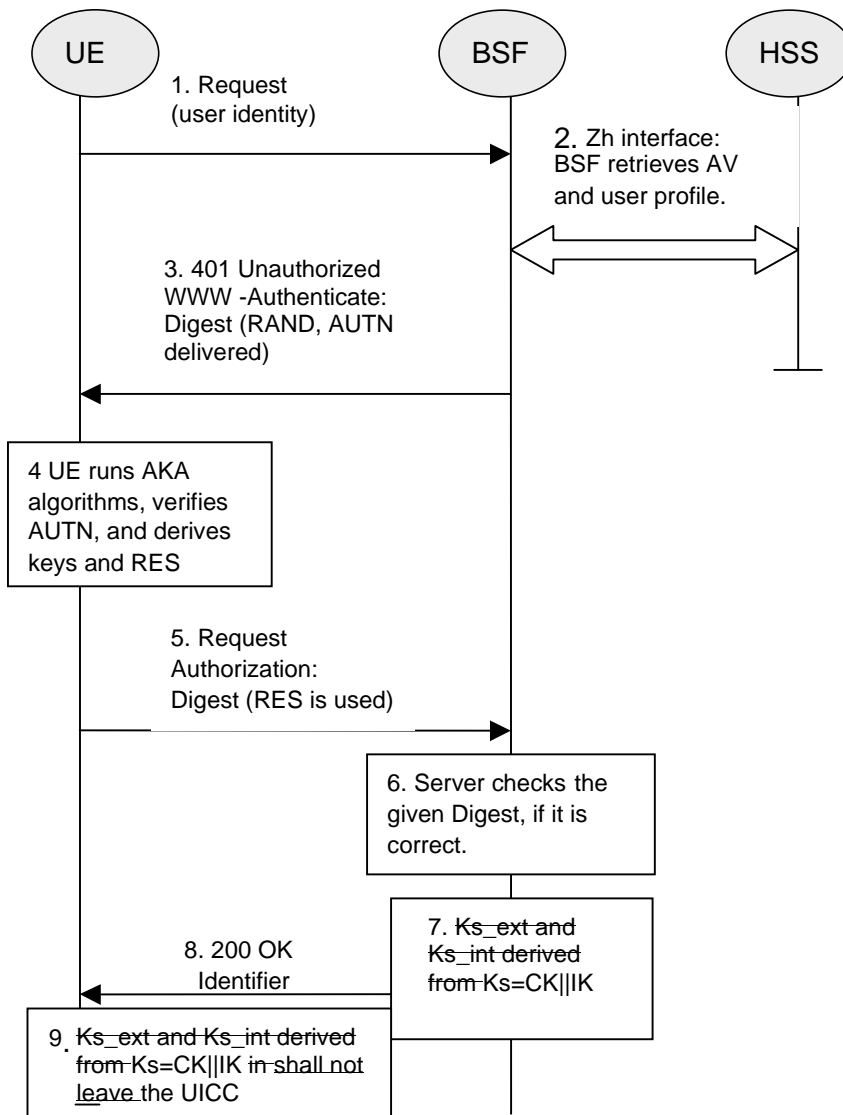 UE
BSF
HSS
1. Request
(user identity)
2. Zh interface:
BSF retrieves AV
and user profile.
3. 401 Unauthorized
WWW -Authenticate:
Digest (RAND, AUTN
delivered)
4 UE runs AKA
algorithms, verifies
AUTN, and derives
keys and RES
5. Request
Authorization:
Digest (RES is used)
6. Server checks the
given Digest, if it is
correct.
7. Ks_ext and
Ks_int derived
from Ks=CK||IK
8. 200 OK
Identifier
9. Ks_ext and Ks_int derived
from Ks=CK||IK in shall not
leave the UICC